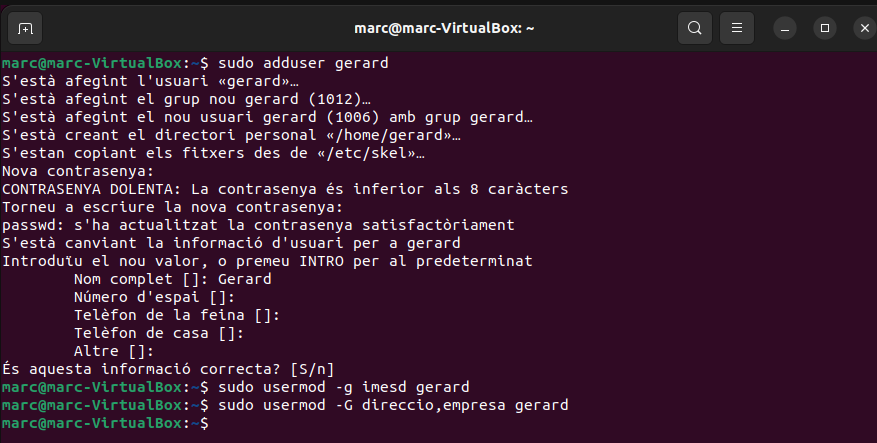 marc@marc-VirtualBox: ~
marc@marc-VirtualBox:~$ sudo adduser gerard
S'està afegint l'usuari «gerard»…
S'està afegint el grup nou gerard (1012)…
S'està afegint el nou usuari gerard (1006) amb grup gerard…
S'està creant el directori personal «/home/gerard»…
S'estan copiant els fitxers des de «/etc/skel»…
Nova contrasenya:
CONTRASENYA DOLENTA: La contrasenya és inferior als 8 caràcters
Torneu a escriure la nova contrasenya:
passwd: s'ha actualitzat la contrasenya satisfactòriament
S'està canviant la informació d'usuari per a gerard
Introduïu el nou valor, o premeu INTRO per al predeterminat
Nom complet []: Gerard
Número d'espai []:
Telèfon de la feina []:
Telèfon de casa []:
Altre []:
És aquesta informació correcta? [S/n]
marc@marc-VirtualBox:~$ sudo usermod -g imesd gerard
marc@marc-VirtualBox:~$ sudo usermod -G direccio,empresa gerard
marc@marc-VirtualBox:~$